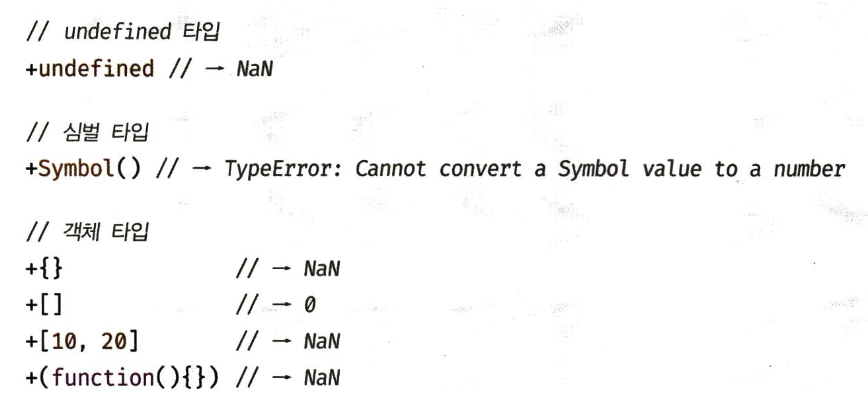 // undefined 타입
+undefined // → NaN
// 심벌 타입
+Symbol() // → TypeError: Cannot convert a Symbol value to a number
// 객체 타입
+{} // → NaN
+[] // → 0
+[10, 20] // → NaN
+(function(){}) // → NaN